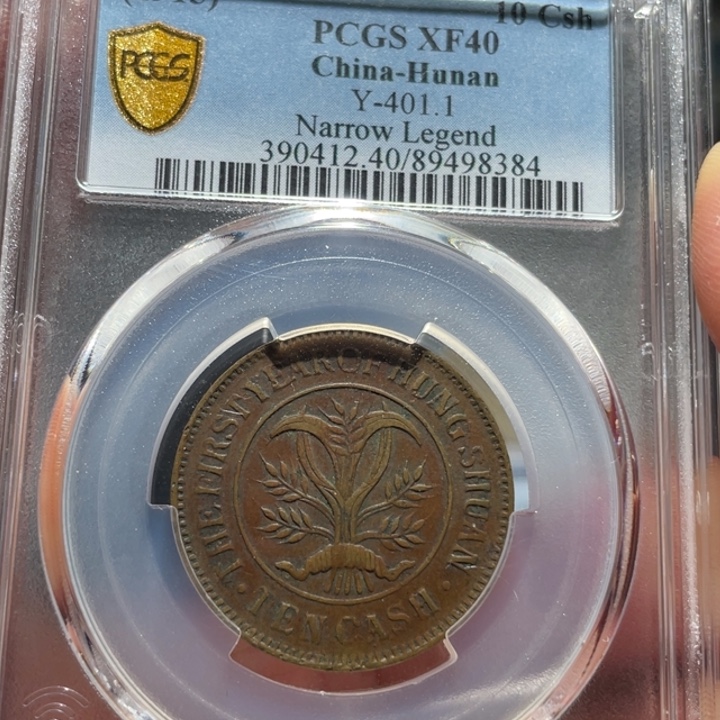 10 Csh
PCGS
PCGS XF40
China-Hunan
Y-401.1
Narrow Legend
390412.40/89498384
THE FIRST YEAR OF HUNG SHUAN
· TEN CASH ·